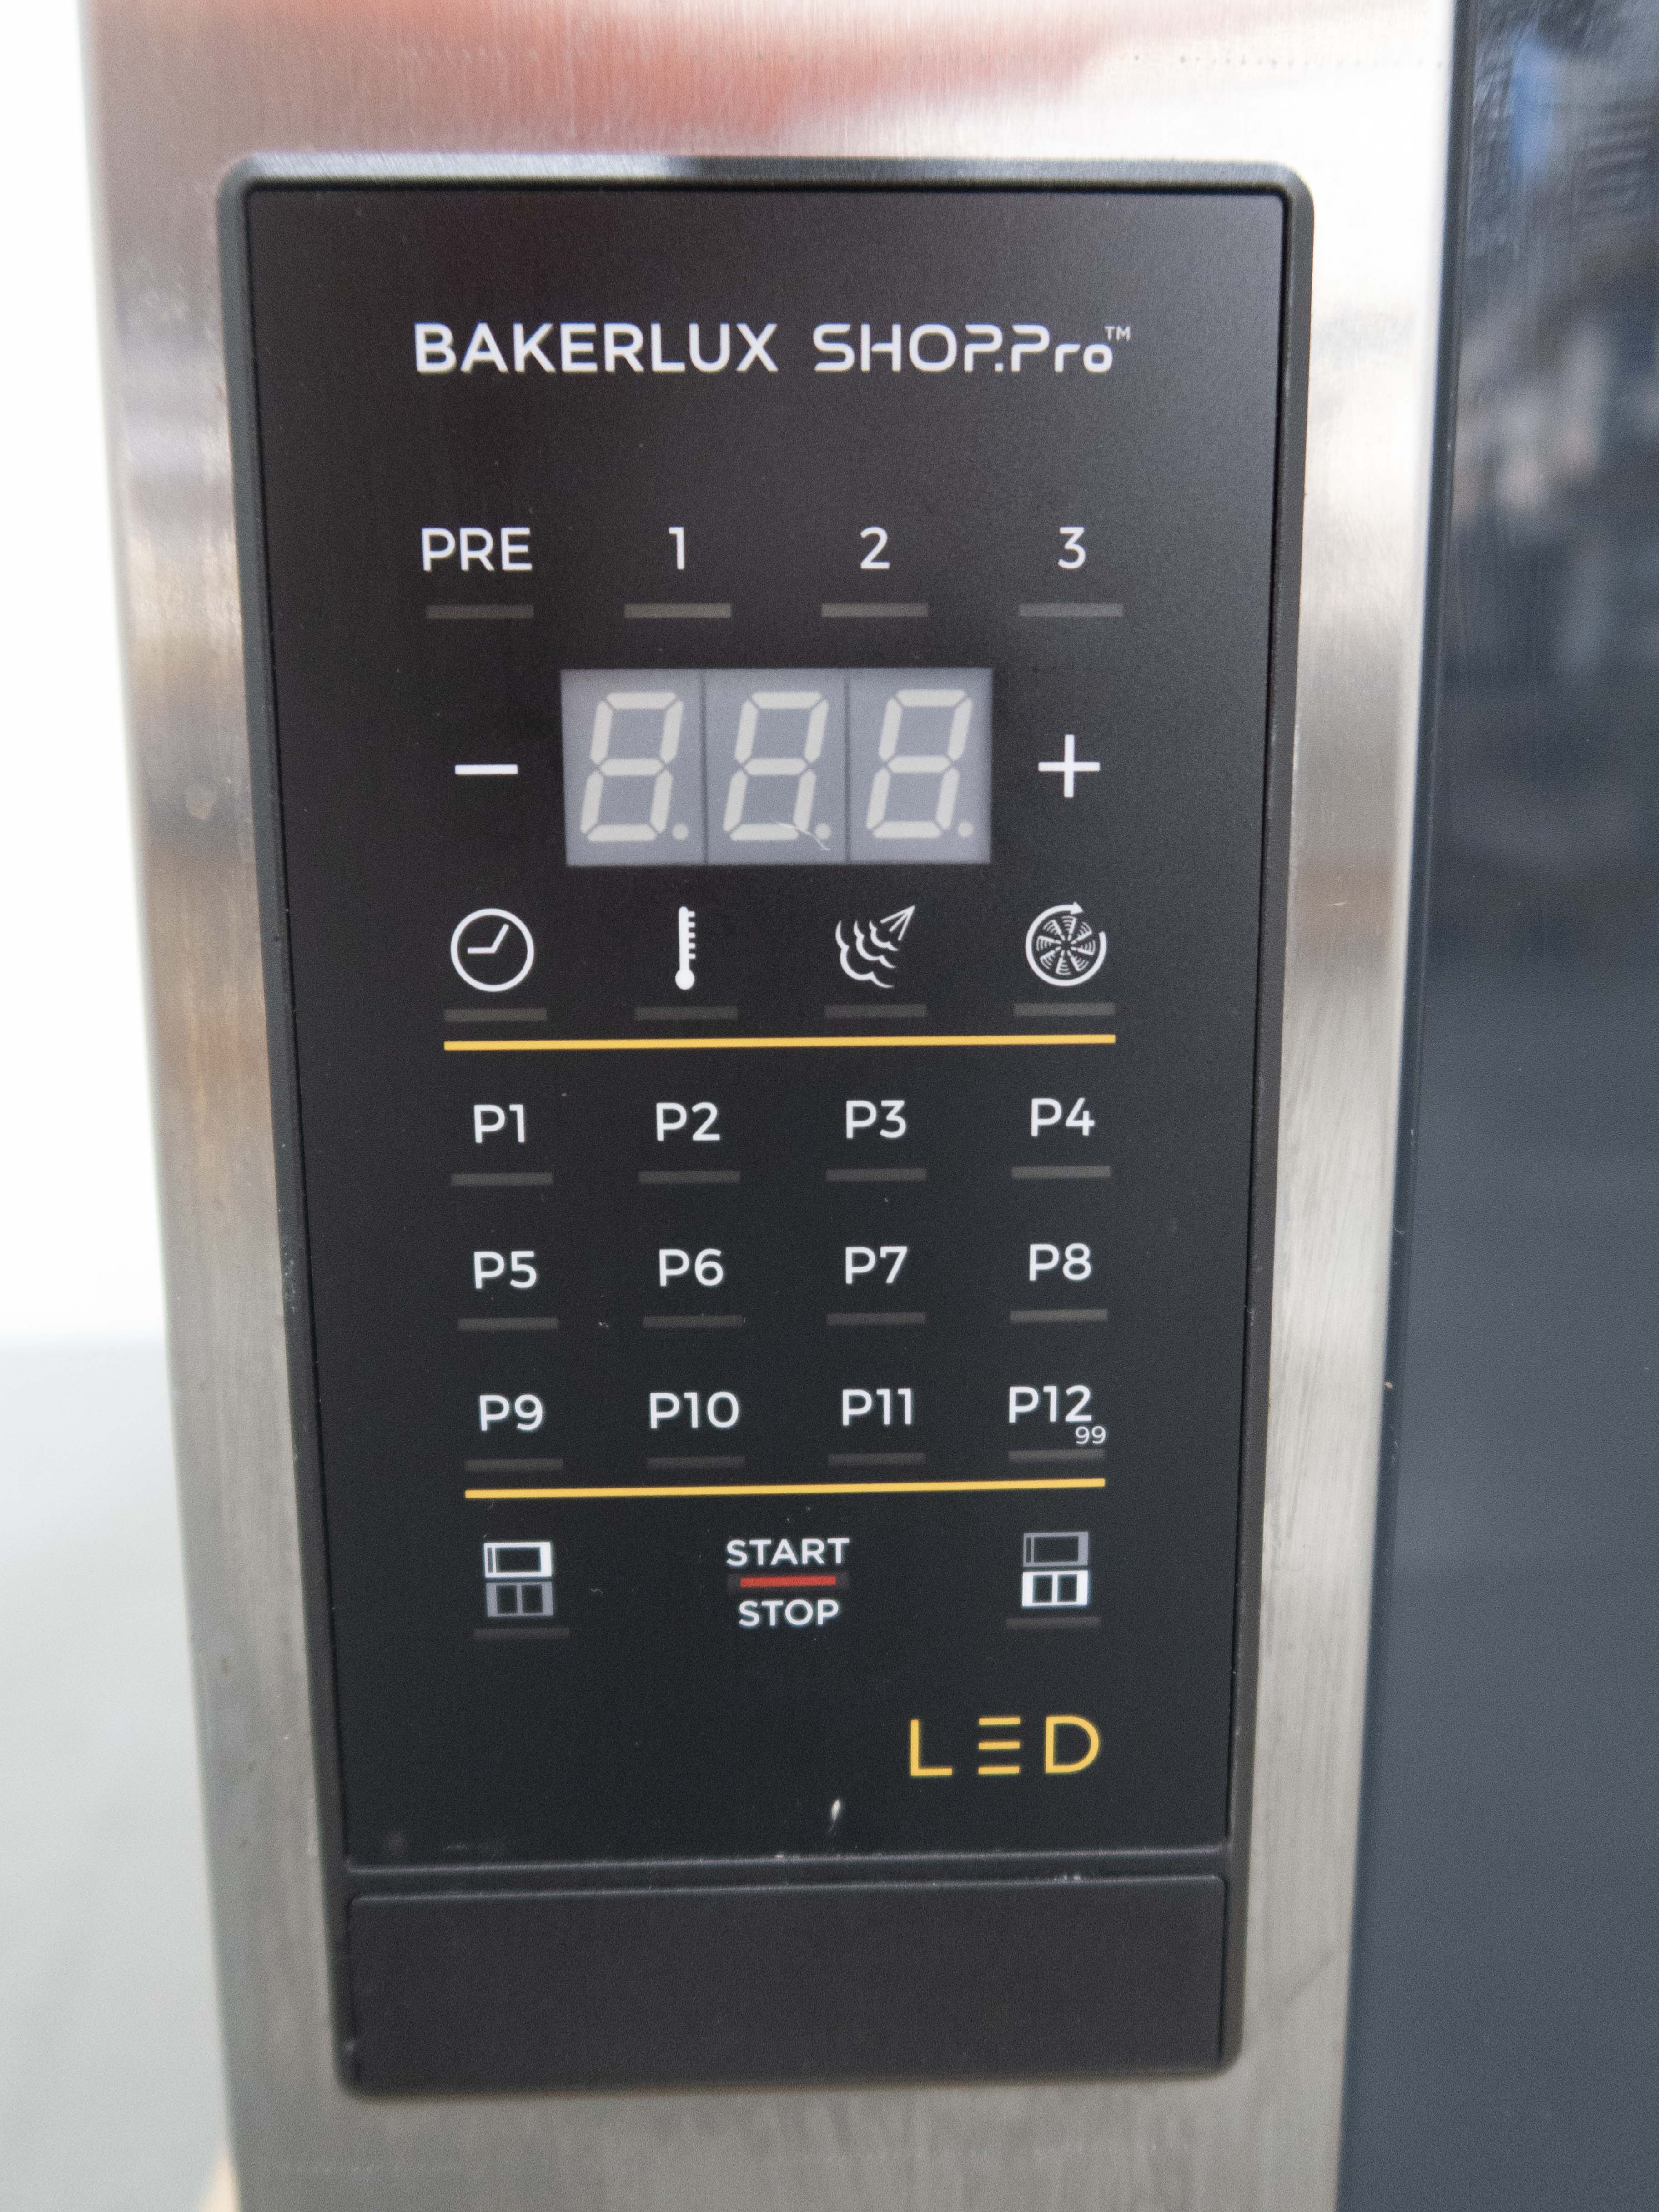 BAKERLUX SHOP.Pro™
PRE 1 2 3
− +
P1 P2 P3 P4
P5 P6 P7 P8
P9 P10 P11 P12 99
START
STOP
LED